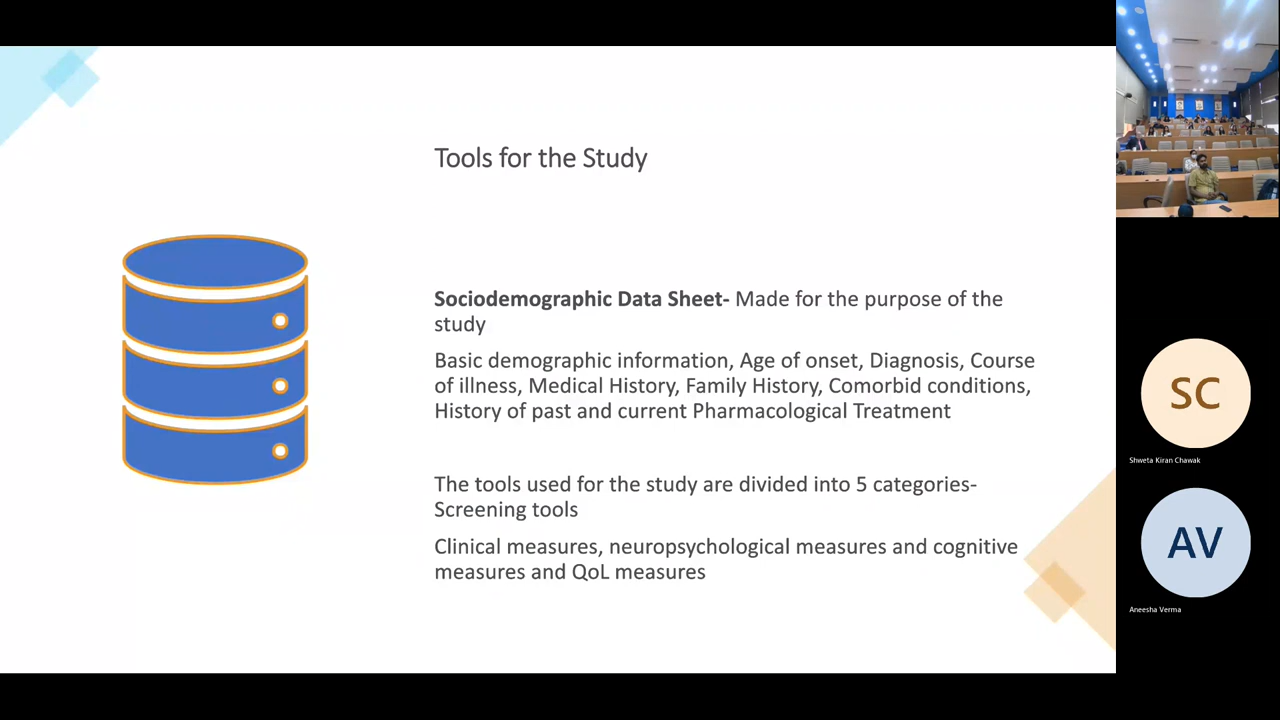 Tools for the Study
Sociodemographic Data Sheet- Made for the purpose of the
study
Basic demographic information, Age of onset, Diagnosis, Course
of illness, Medical History, Family History, Comorbid conditions,
History of past and current Pharmacological Treatment
The tools used for the study are divided into 5 categories-
Screening tools
Clinical measures, neuropsychological measures and cognitive
measures and QoL measures
SC
Shweta Kiran Chawak
AV
Aneesha Verma